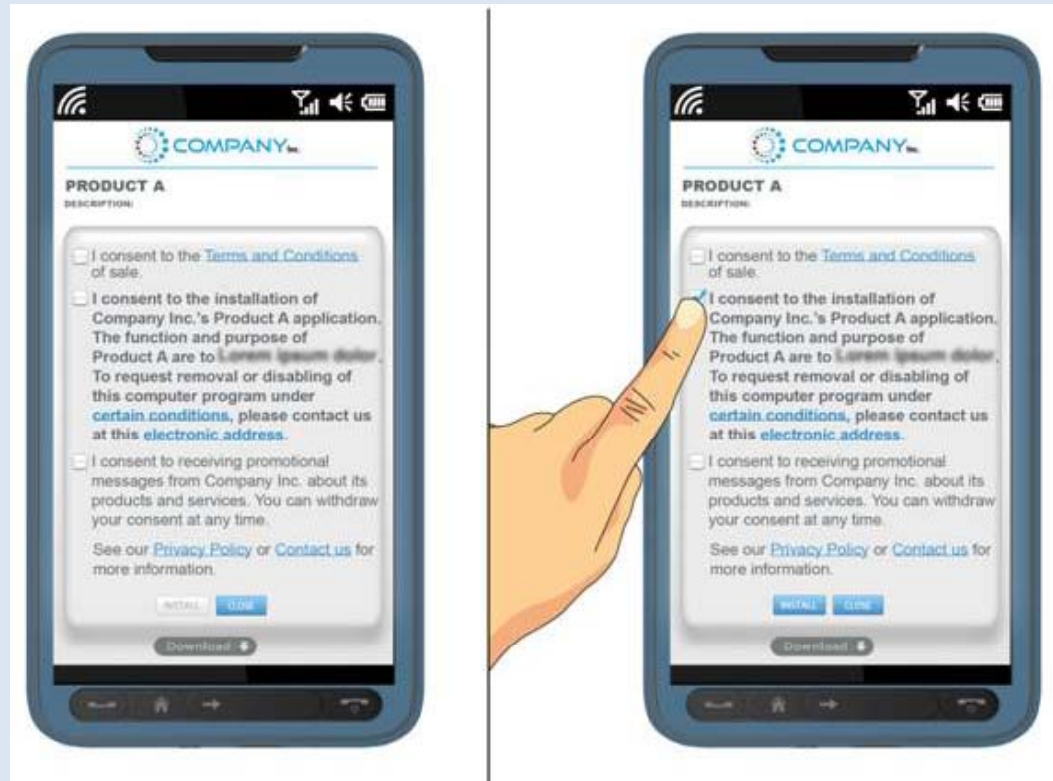 COMPANY Inc.
PRODUCT A
DESCRIPTION:
I consent to the Terms and Conditions
of sale.
I consent to the installation of
Company Inc.'s Product A application.
The function and purpose of
Product A are to Lorem ipsum dolor.
To request removal or disabling of
this computer program under
certain conditions, please contact us
at this electronic address.
I consent to receiving promotional
messages from Company Inc. about its
products and services. You can withdraw
your consent at any time.
See our Privacy Policy or Contact us for
more information.
INSTALL CLOSE
Download
COMPANY Inc.
PRODUCT A
DESCRIPTION:
I consent to the Terms and Conditions
of sale.
I consent to the installation of
Company Inc.'s Product A application.
The function and purpose of
Product A are to Lorem ipsum dolor.
To request removal or disabling of
this computer program under
certain conditions, please contact us
at this electronic address.
I consent to receiving promotional
messages from Company Inc. about its
products and services. You can withdraw
your consent at any time.
See our Privacy Policy or Contact us for
more information.
INSTALL CLOSE
Download